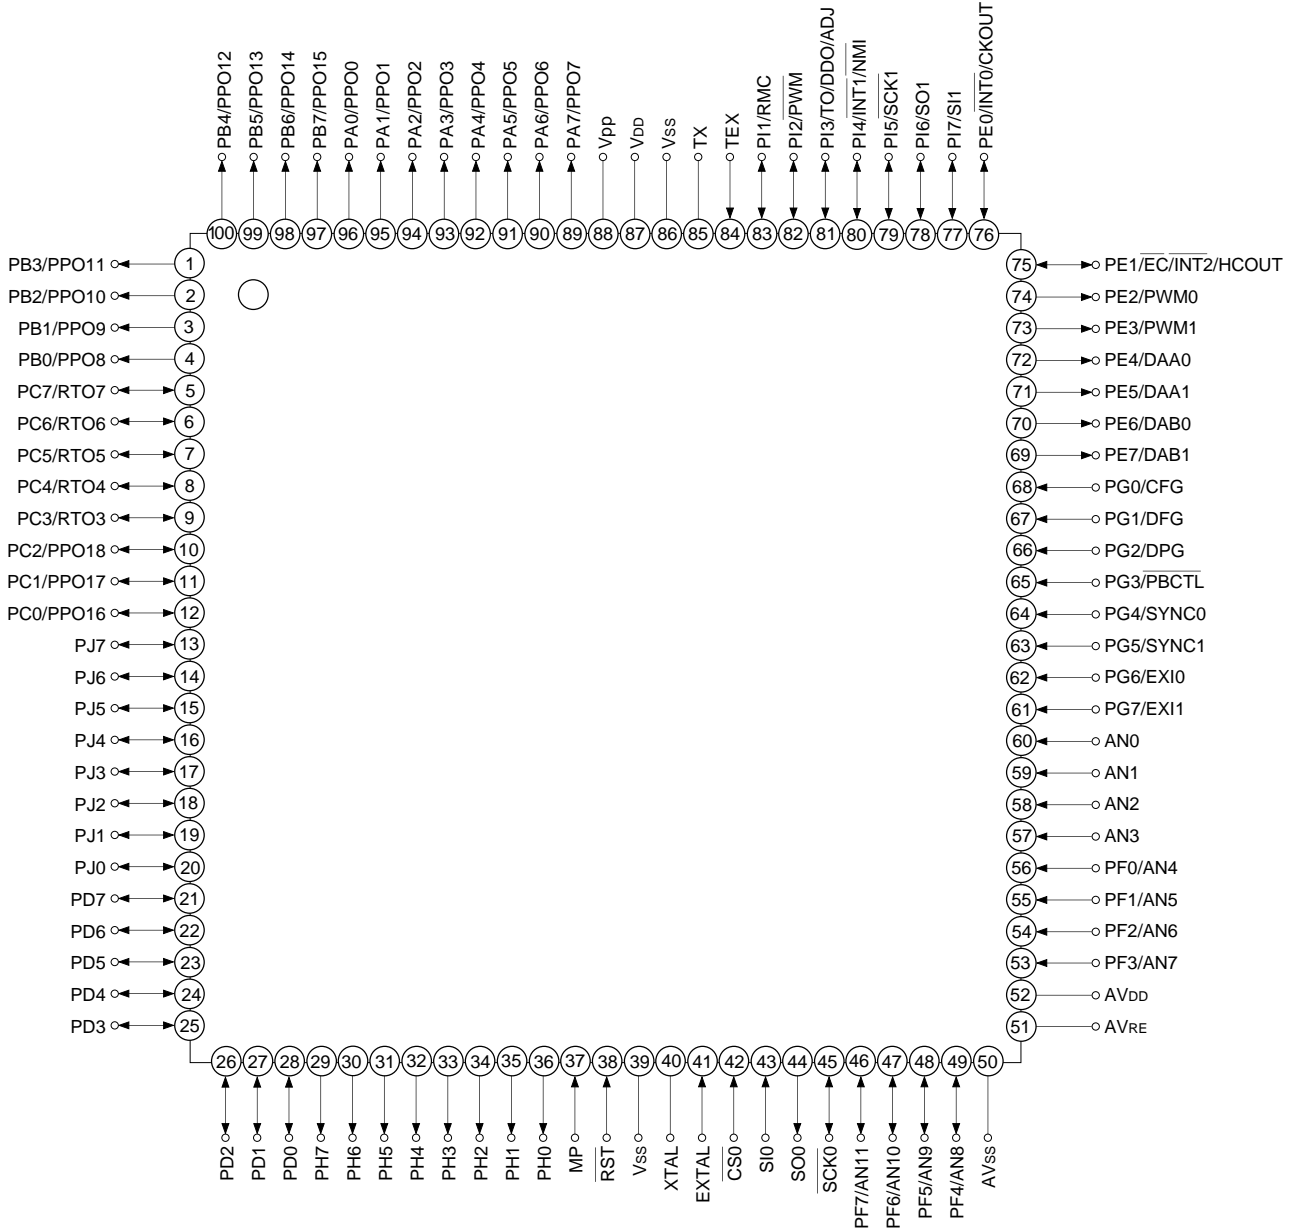 PB4/PPO12
PB5/PPO13
PB6/PPO14
PB7/PPO15
PA0/PPO0
PA1/PPO1
PA2/PPO2
PA3/PPO3
PA4/PPO4
PA5/PPO5
PA6/PPO6
PA7/PPO7
Vpp
VDD
Vss
TX
TEX
PI1/RMC
PI2/PWM
PI3/TO/DDO/ADJ
PI4/INT1/NMI
PI5/SCK1
PI6/SO1
PI7/SI1
PE0/INT0/CKOUT
100 99 98 97 96 95 94 93 92 91 90 89 88 87 86 85 84 83 82 81 80 79 78 77 76
PB3/PPO11 1
PB2/PPO10 2
PB1/PPO9 3
PB0/PPO8 4
PC7/RTO7 5
PC6/RTO6 6
PC5/RTO5 7
PC4/RTO4 8
PC3/RTO3 9
PC2/PPO18 10
PC1/PPO17 11
PC0/PPO16 12
PJ7 13
PJ6 14
PJ5 15
PJ4 16
PJ3 17
PJ2 18
PJ1 19
PJ0 20
PD7 21
PD6 22
PD5 23
PD4 24
PD3 25
75 PE1/EC/INT2/HCOUT
74 PE2/PWM0
73 PE3/PWM1
72 PE4/DAA0
71 PE5/DAA1
70 PE6/DAB0
69 PE7/DAB1
68 PG0/CFG
67 PG1/DFG
66 PG2/DPG
65 PG3/PBCTL
64 PG4/SYNC0
63 PG5/SYNC1
62 PG6/EXI0
61 PG7/EXI1
60 AN0
59 AN1
58 AN2
57 AN3
56 PF0/AN4
55 PF1/AN5
54 PF2/AN6
53 PF3/AN7
52 AVDD
51 AVRE
26 27 28 29 30 31 32 33 34 35 36 37 38 39 40 41 42 43 44 45 46 47 48 49 50
PD2
PD1
PD0
PH7
PH6
PH5
PH4
PH3
PH2
PH1
PH0
MP
RST
Vss
XTAL
EXTAL
CS0
SI0
SO0
SCK0
PF7/AN11
PF6/AN10
PF5/AN9
PF4/AN8
AVss